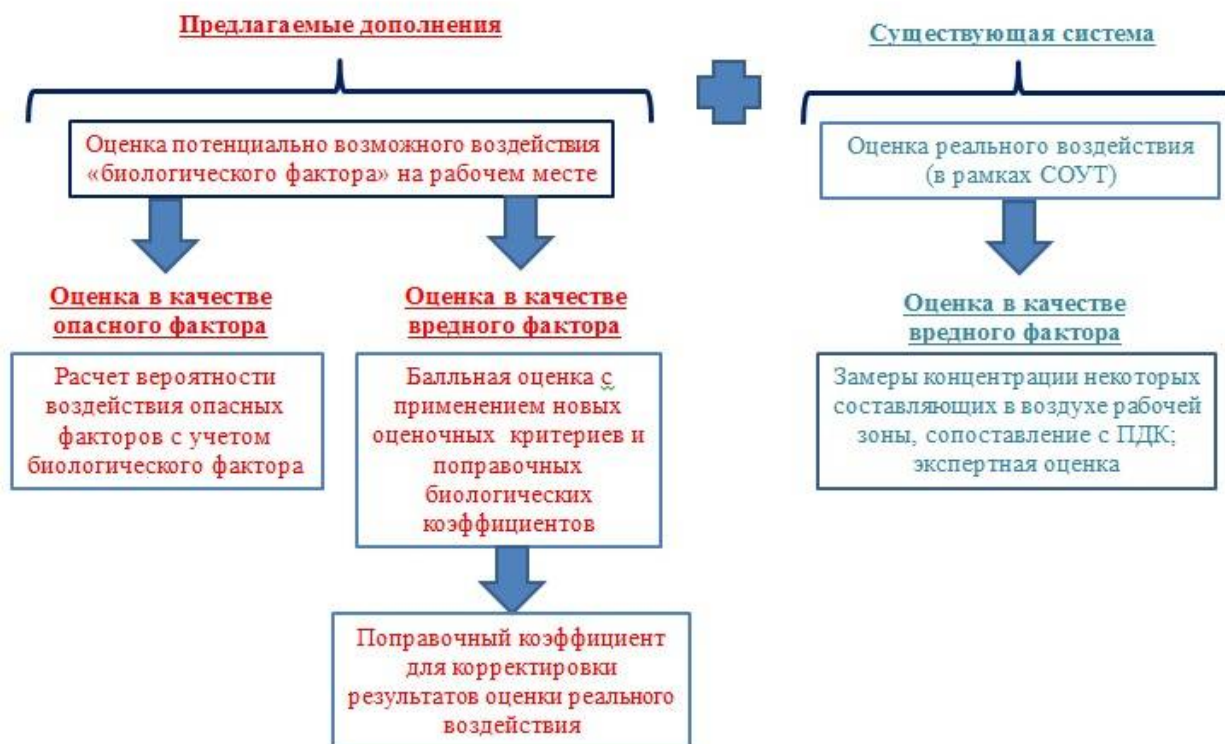 Предлагаемые дополнения
Существующая система
Оценка потенциально возможного воздействия
«биологического фактора» на рабочем месте
Оценка реального воздействия
(в рамках СОУТ)
Оценка в качестве
опасного фактора
Расчет вероятности
воздействия опасных
факторов с учетом
биологического фактора
Оценка в качестве
вредного фактора
Балльная оценка с
применением новых
оценочных критериев и
поправочных
биологических
коэффициентов
Поправочный коэффициент
для корректировки
результатов оценки реального
воздействия
Оценка в качестве
вредного фактора
Замеры концентрации некоторых
составляющих в воздухе рабочей
зоны, сопоставление с ПДК;
экспертная оценка